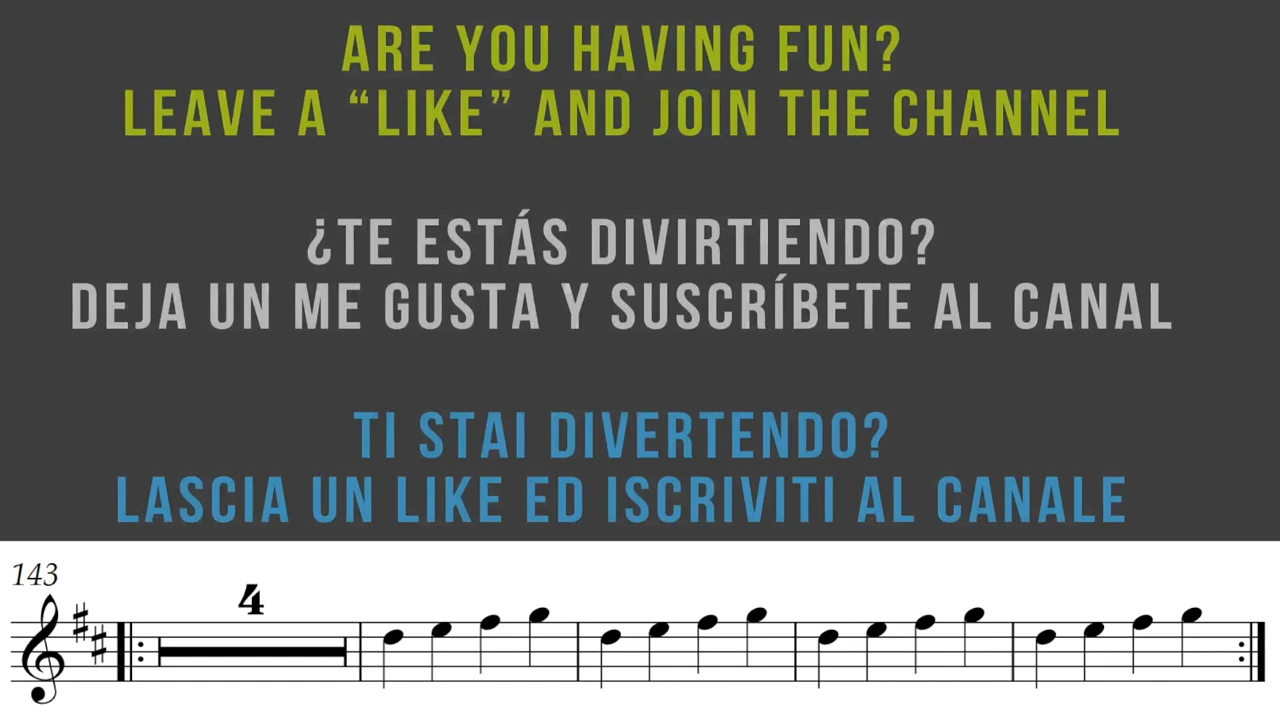 ARE YOU HAVING FUN?
LEAVE A “LIKE” AND JOIN THE CHANNEL
¿TE ESTÁS DIVIRTIENDO?
DEJA UN ME GUSTA Y SUSCRÍBETE AL CANAL
TI STAI DIVERTENDO?
LASCIA UN LIKE ED ISCRIVITI AL CANALE
143
4